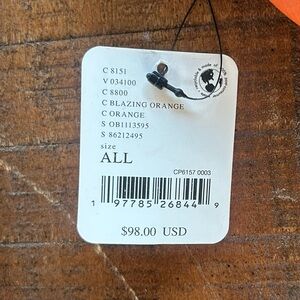 C 8151
V 034100
C 8800
C BLAZING ORANGE
C ORANGE
S OB1113595
S 86212495
size
ALL
CP6157 0003
1 97785 26844 9
$98.00 USD